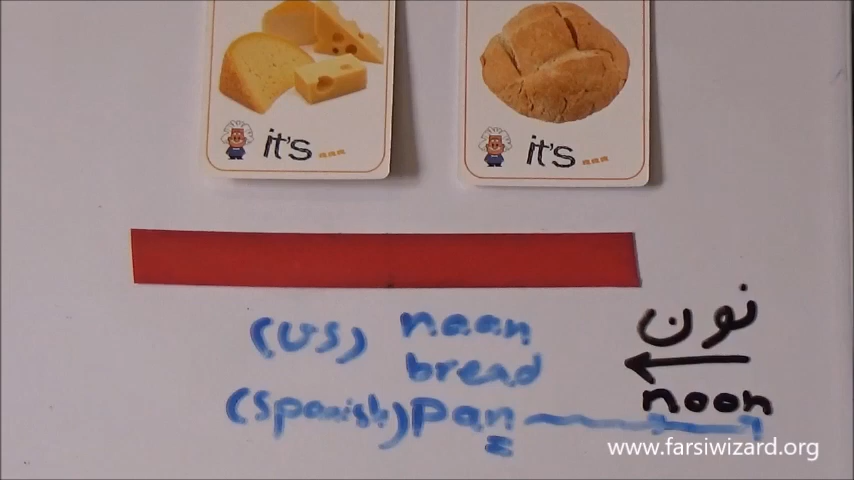 it's ...
it's ...
(US) naan نون
bread
(spanish) pan noon
www.farsiwizard.org